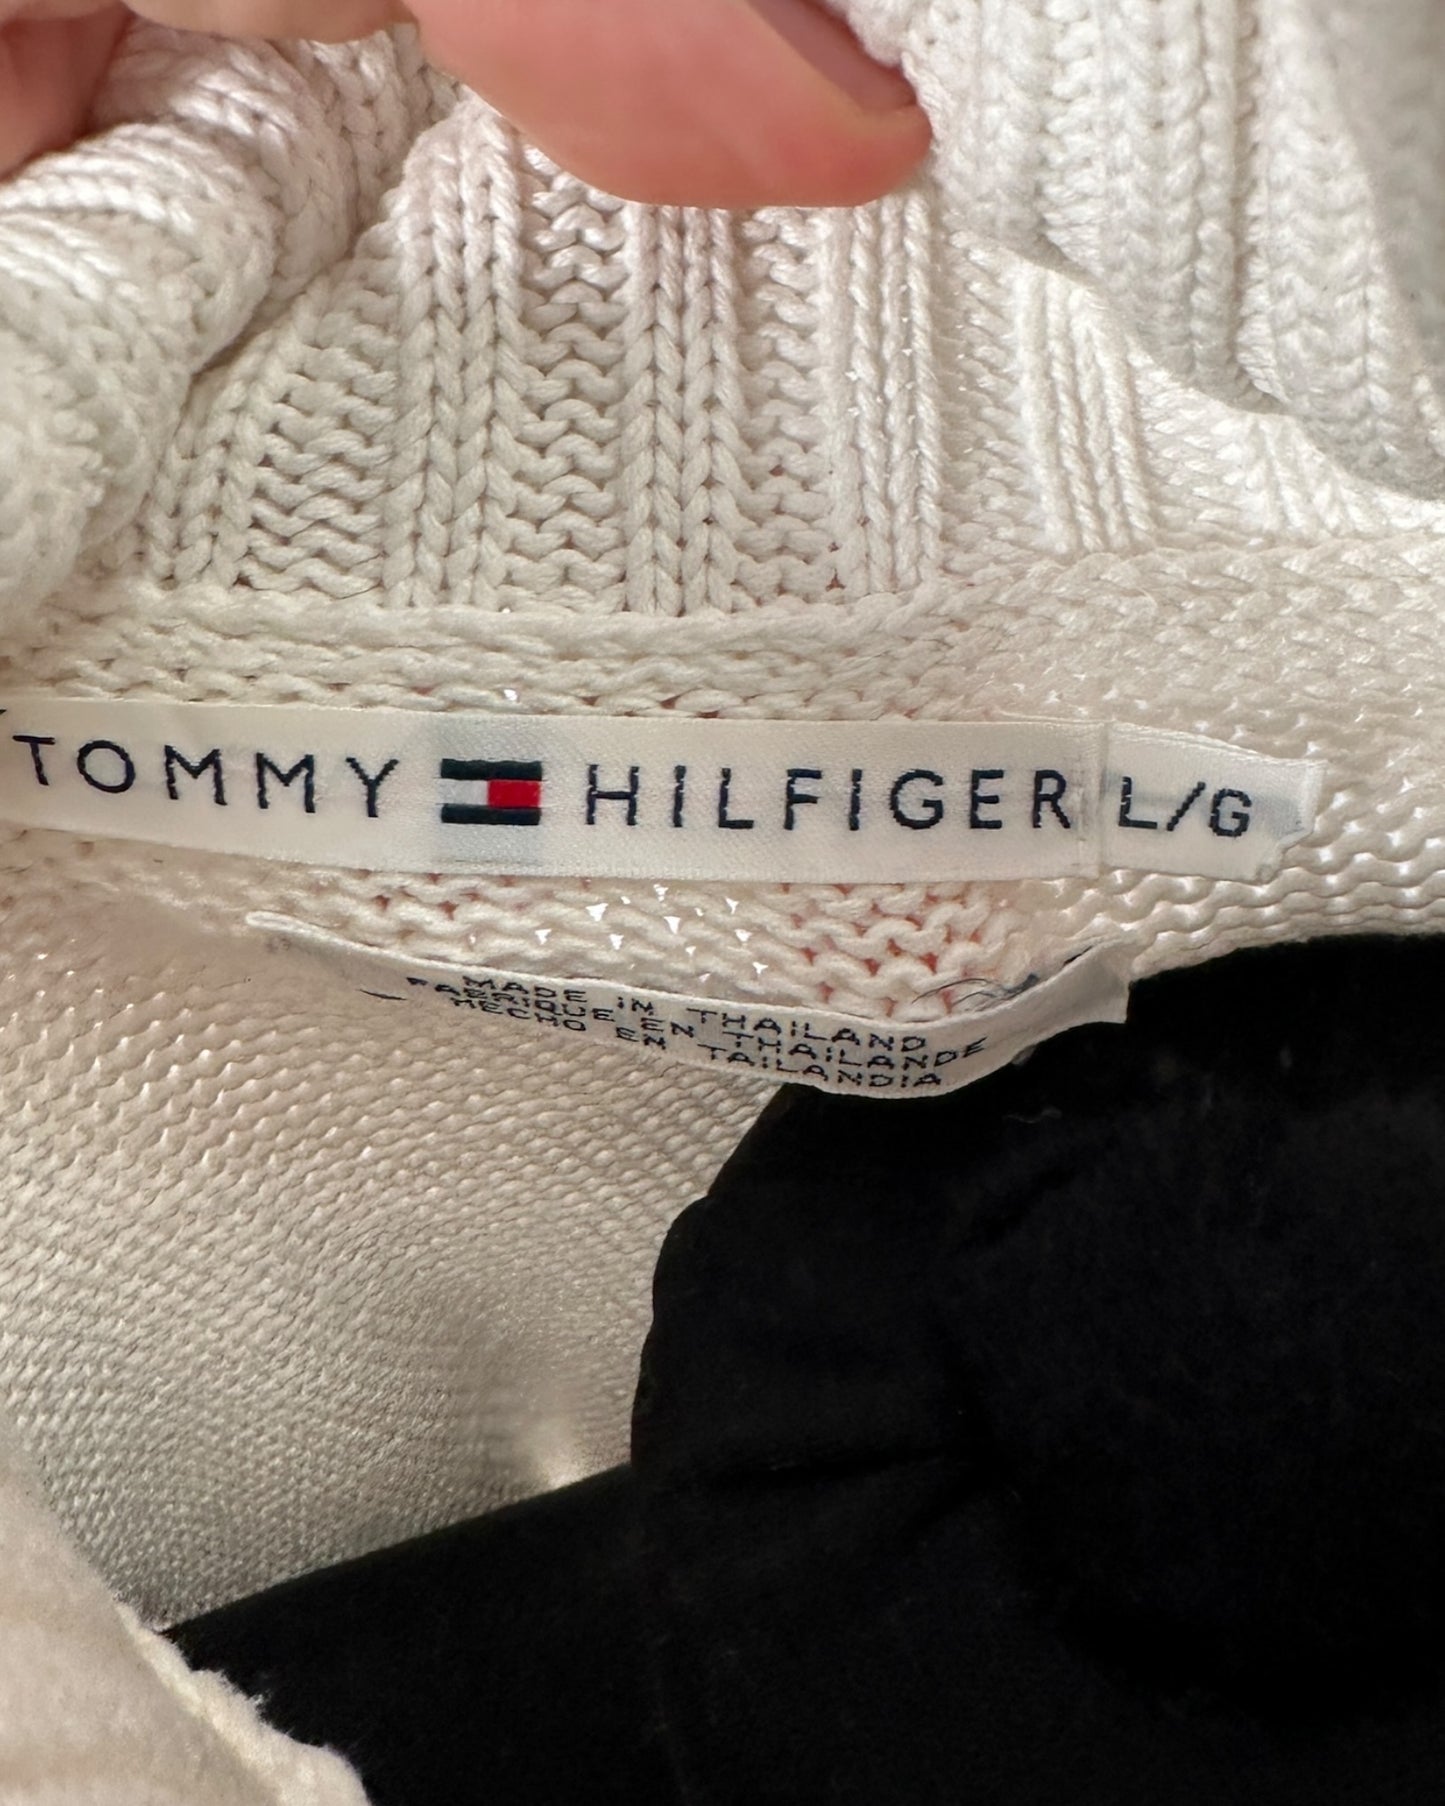 TOMMY HILFIGER L/G
MADE IN THAILAND
FABRIQUE EN THAILANDE
HECHO EN TAILANDIA